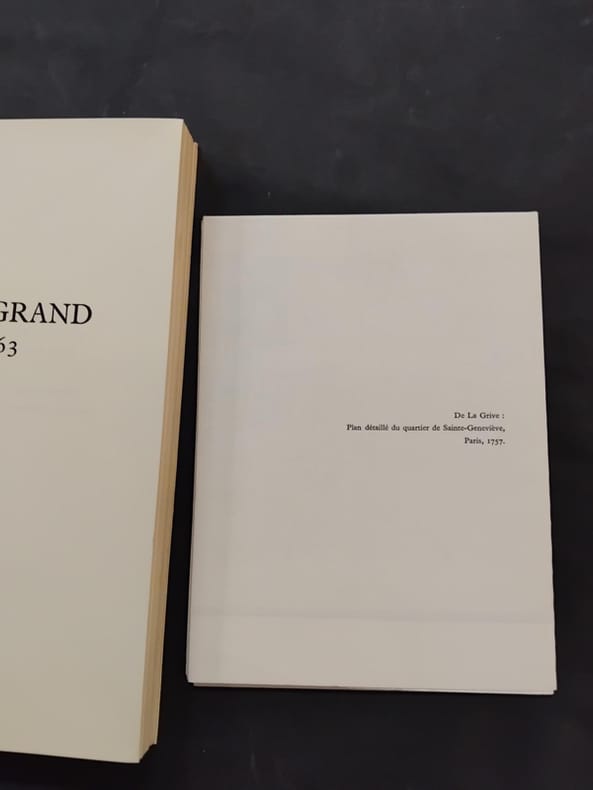 GRAND
63
De La Grive :
Plan détaillé du quartier de Sainte-Geneviève,
Paris, 1757.